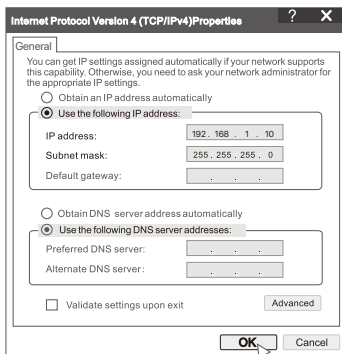 Internet Protocol Version 4 (TCP/IPv4)Properties ? X
General
You can get IP settings assigned automatically if your network supports
this capability. Otherwise, you need to ask your network administrator for
the appropriate IP settings.
Obtain an IP address automatically
Use the following IP address:
IP address: 192 . 168 . 1 . 10
Subnet mask: 255 . 255 . 255 . 0
Default gateway: . . .
Obtain DNS server address automatically
Use the following DNS server addresses:
Preferred DNS server: . . .
Alternate DNS server: . . .
Validate settings upon exit Advanced
OK Cancel